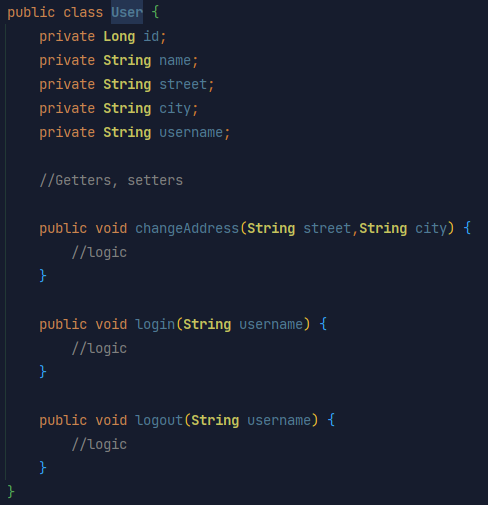 public class User {
private Long id;
private String name;
private String street;
private String city;
private String username;
//Getters, setters
public void changeAddress(String street,String city) {
//logic
}
public void login(String username) {
//logic
}
public void logout(String username) {
//logic
}
}